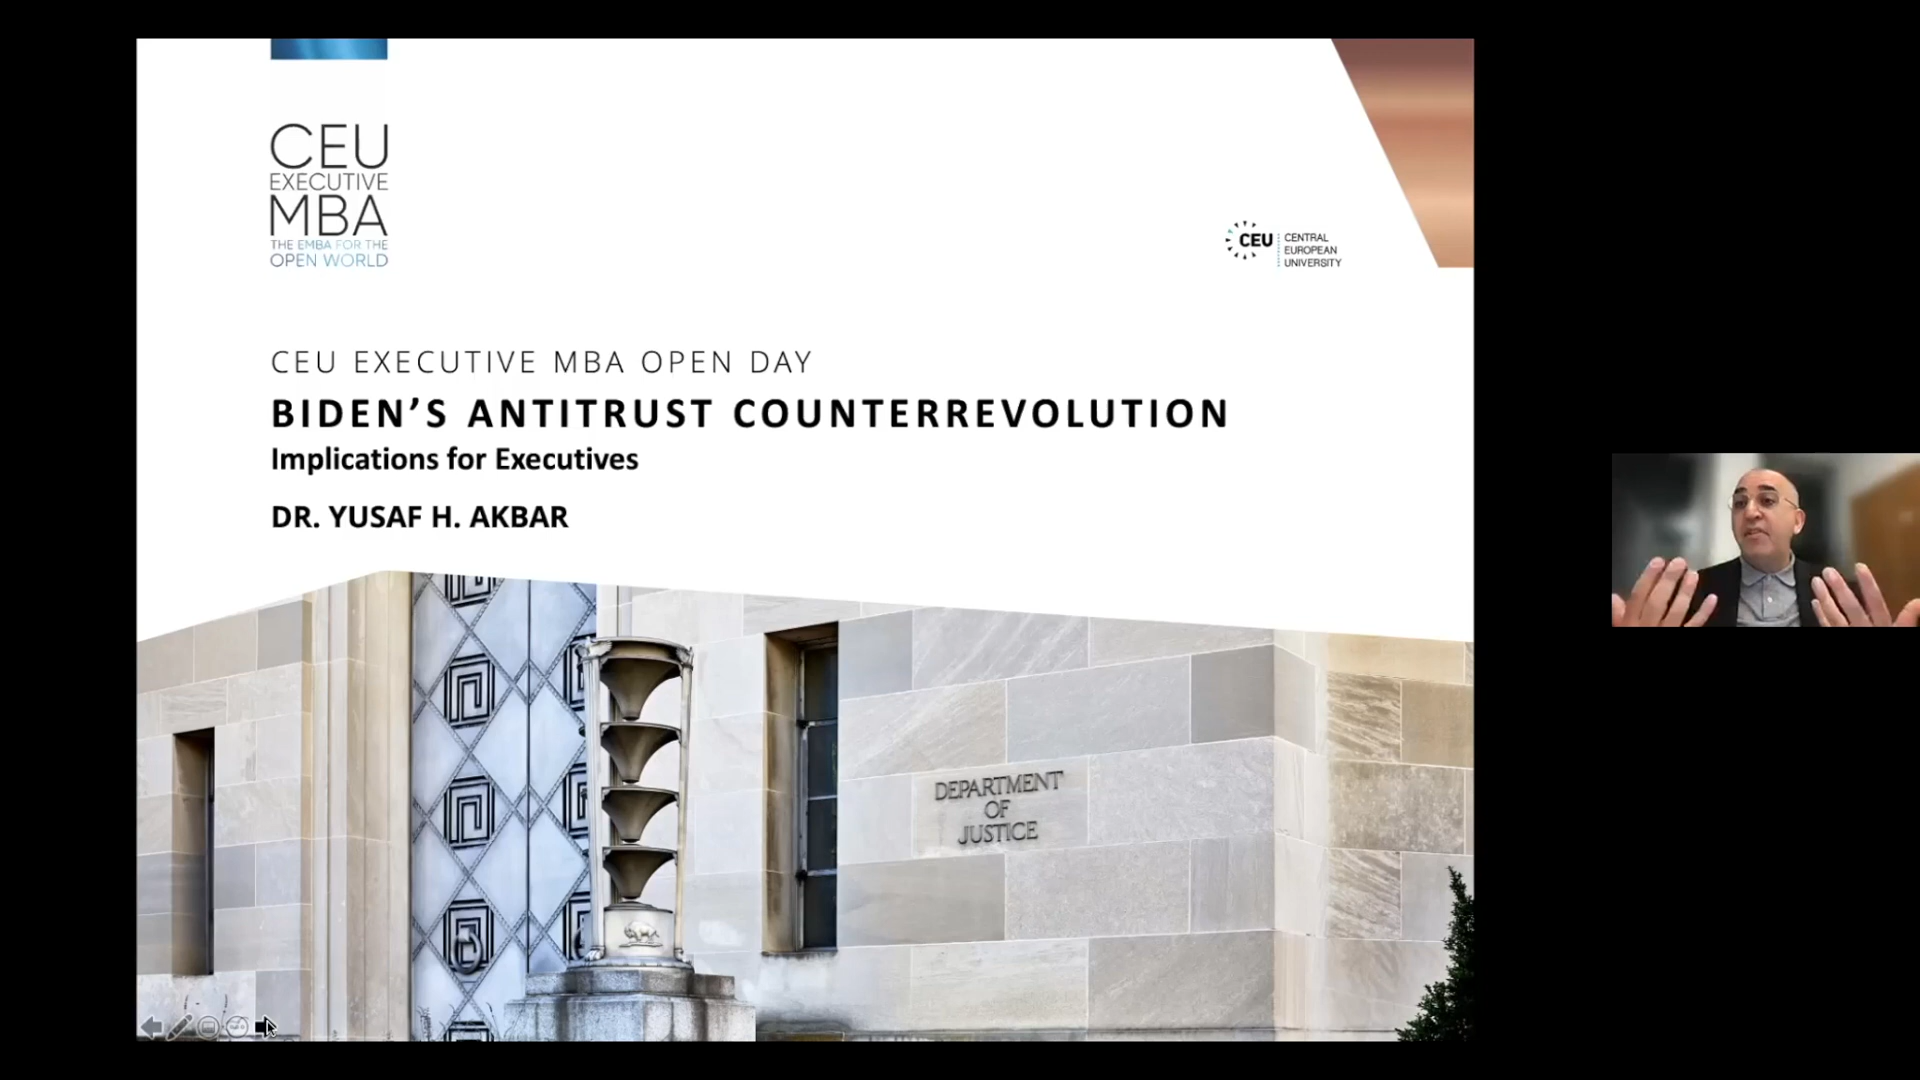 CEU
EXECUTIVE
MBA
THE EMBA FOR THE
OPEN WORLD
CEU
CENTRAL
EUROPEAN
UNIVERSITY
CEU EXECUTIVE MBA OPEN DAY
BIDEN’S ANTITRUST COUNTERREVOLUTION
Implications for Executives
DR. YUSAF H. AKBAR
DEPARTMENT
OF
JUSTICE